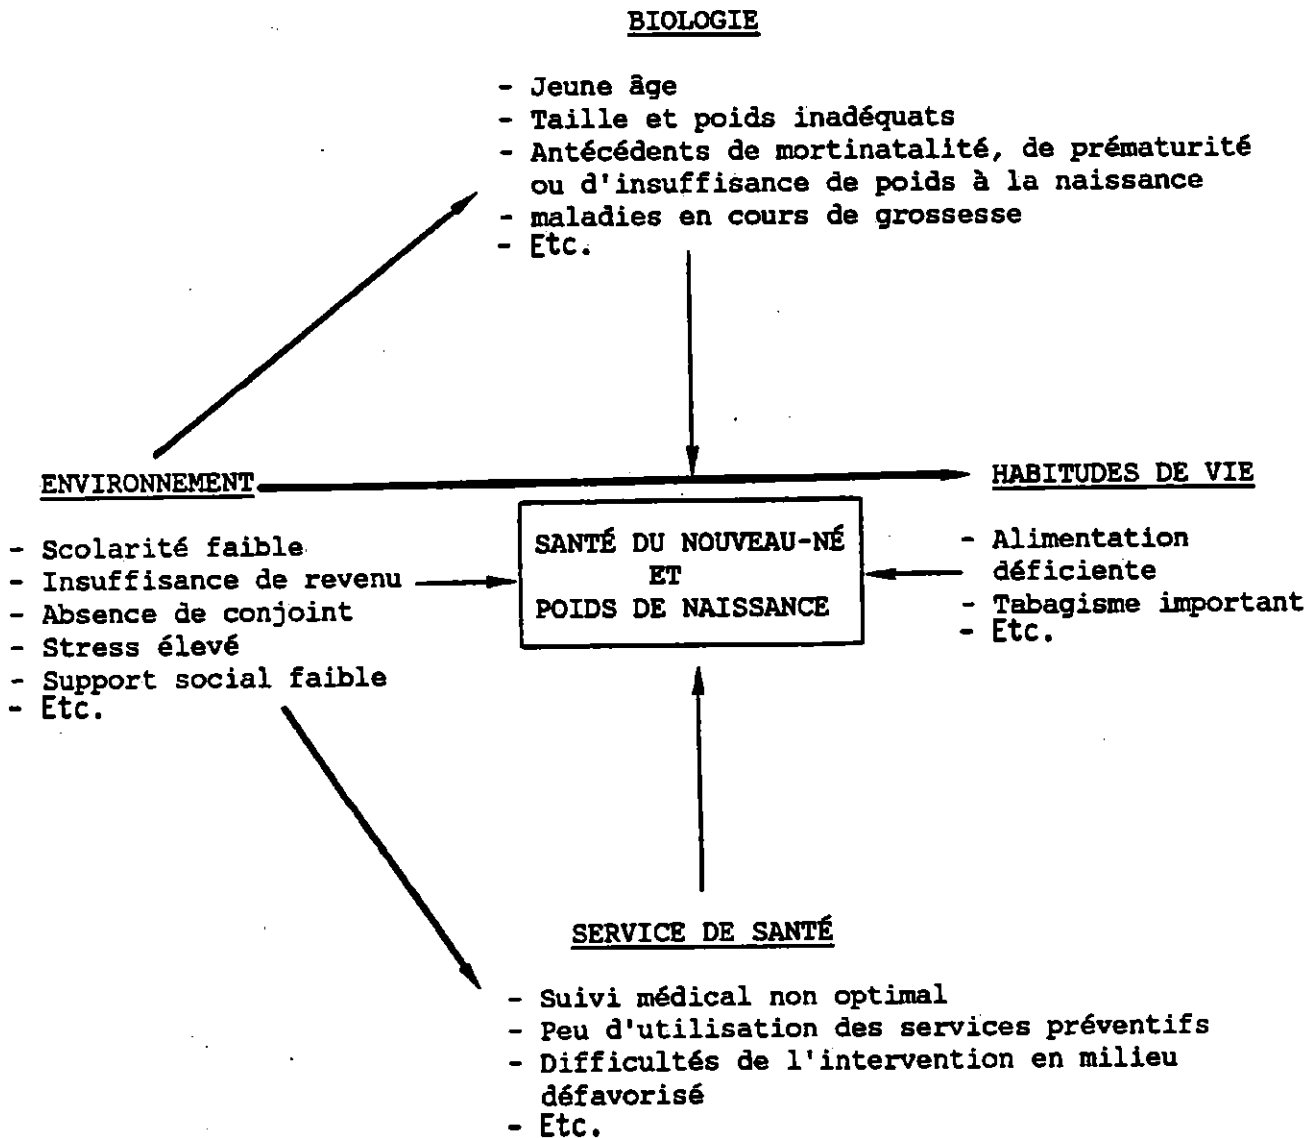 BIOLOGIE
- Jeune âge
- Taille et poids inadéquats
- Antécédents de mortinatalité, de prématurité
ou d'insuffisance de poids à la naissance
- maladies en cours de grossesse
- Etc.
ENVIRONNEMENT
- Scolarité faible
- Insuffisance de revenu
- Absence de conjoint
- Stress élevé
- Support social faible
- Etc.
SANTÉ DU NOUVEAU-NÉ
ET
POIDS DE NAISSANCE
HABITUDES DE VIE
- Alimentation
déficiente
- Tabagisme important
- Etc.
SERVICE DE SANTÉ
- Suivi médical non optimal
- Peu d'utilisation des services préventifs
- Difficultés de l'intervention en milieu
défavorisé
- Etc.